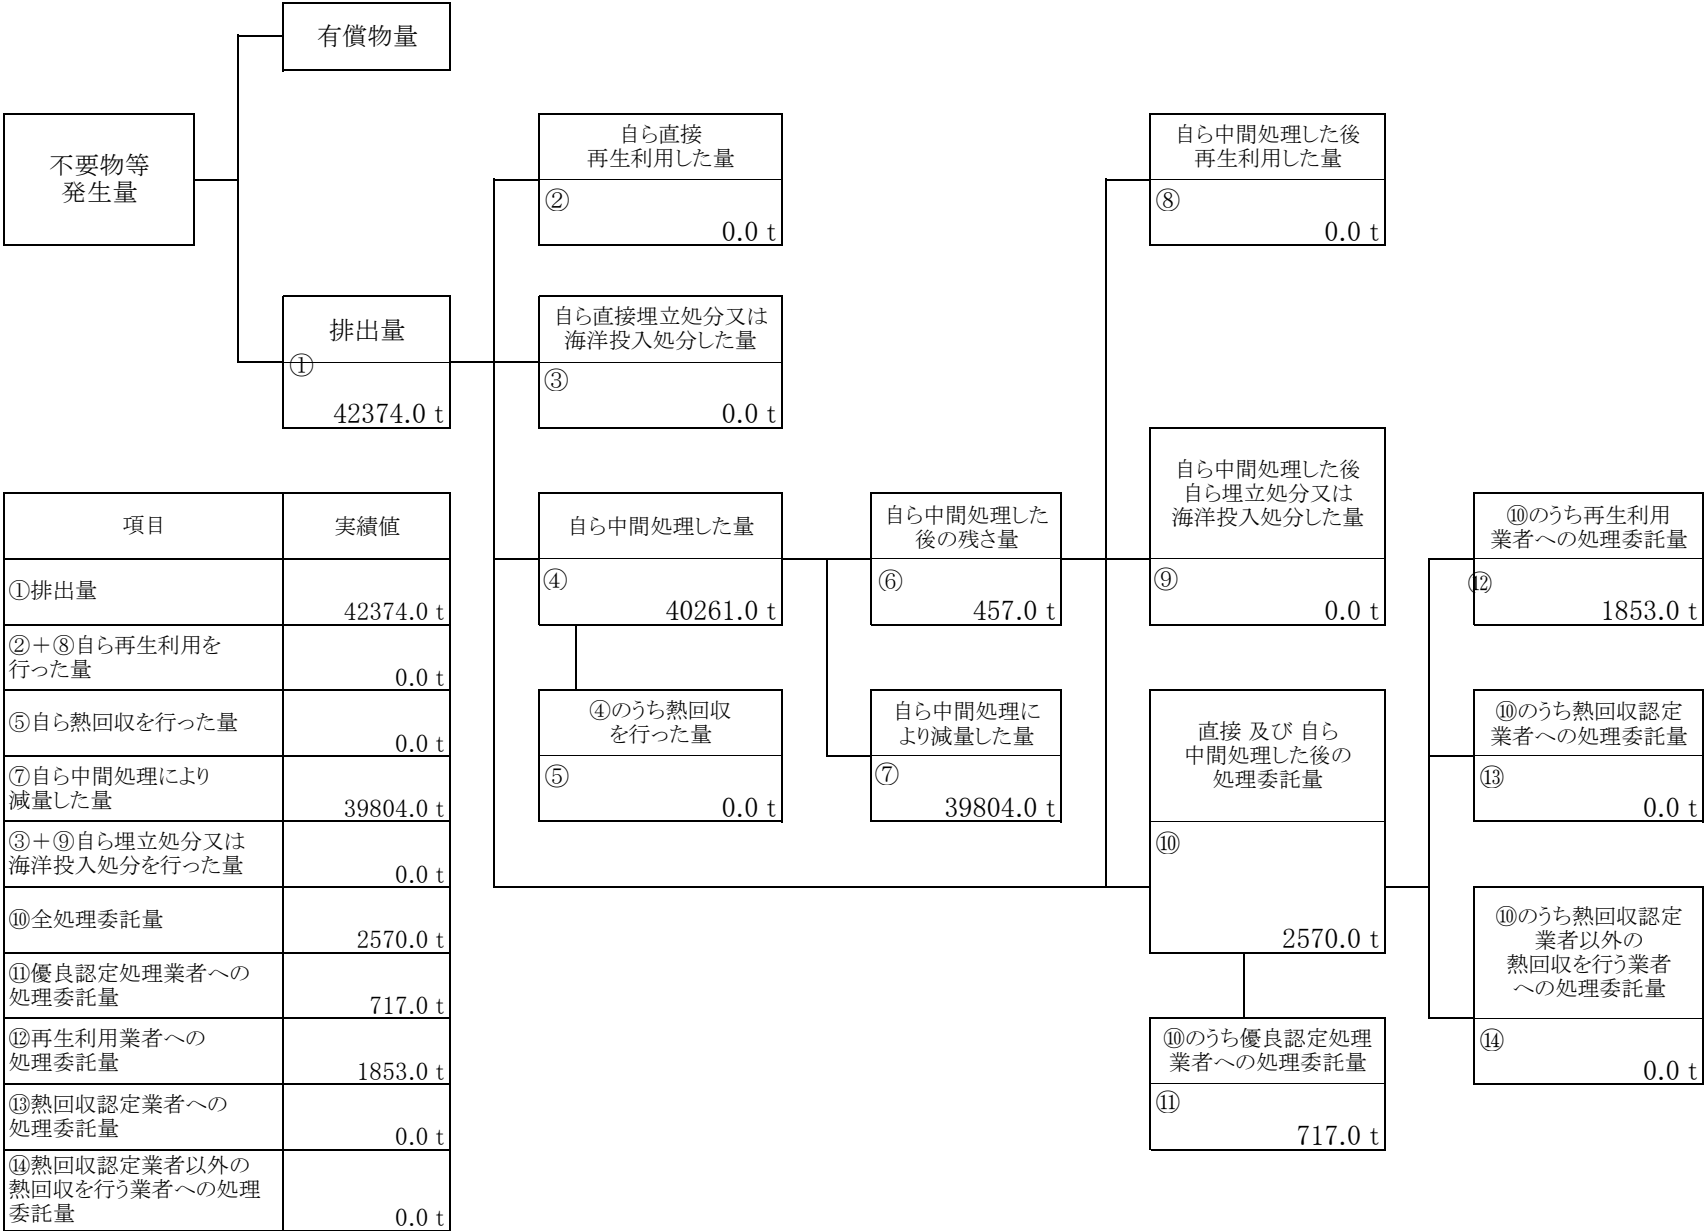 有償物量
不要物等
発生量
自ら直接
再生利用した量
②
0.0 t
自ら中間処理した後
再生利用した量
⑧
0.0 t
排出量
①
42374.0 t
自ら直接埋立処分又は
海洋投入処分した量
③
0.0 t
自ら中間処理した量
④
40261.0 t
自ら中間処理した
後の残さ量
⑥
457.0 t
自ら中間処理した後
自ら埋立処分又は
海洋投入処分した量
⑨
0.0 t
⑩のうち再生利用
業者への処理委託量
⑫
1853.0 t
④のうち熱回収
を行った量
⑤
0.0 t
自ら中間処理に
より減量した量
⑦
39804.0 t
直接 及び 自ら
中間処理した後の
処理委託量
⑩
2570.0 t
⑩のうち熱回収認定
業者への処理委託量
⑬
0.0 t
⑩のうち熱回収認定
業者以外の
熱回収を行う業者
への処理委託量
⑭
0.0 t
⑩のうち優良認定処理
業者への処理委託量
⑪
717.0 t
項目 実績値
①排出量
42374.0 t
②＋⑧自ら再生利用を
行った量
0.0 t
⑤自ら熱回収を行った量
0.0 t
⑦自ら中間処理により
減量した量
39804.0 t
③＋⑨自ら埋立処分又は
海洋投入処分を行った量
0.0 t
⑩全処理委託量
2570.0 t
⑪優良認定処理業者への
処理委託量
717.0 t
⑫再生利用業者への
処理委託量
1853.0 t
⑬熱回収認定業者への
処理委託量
0.0 t
⑭熱回収認定業者以外の
熱回収を行う業者への処理
委託量
0.0 t